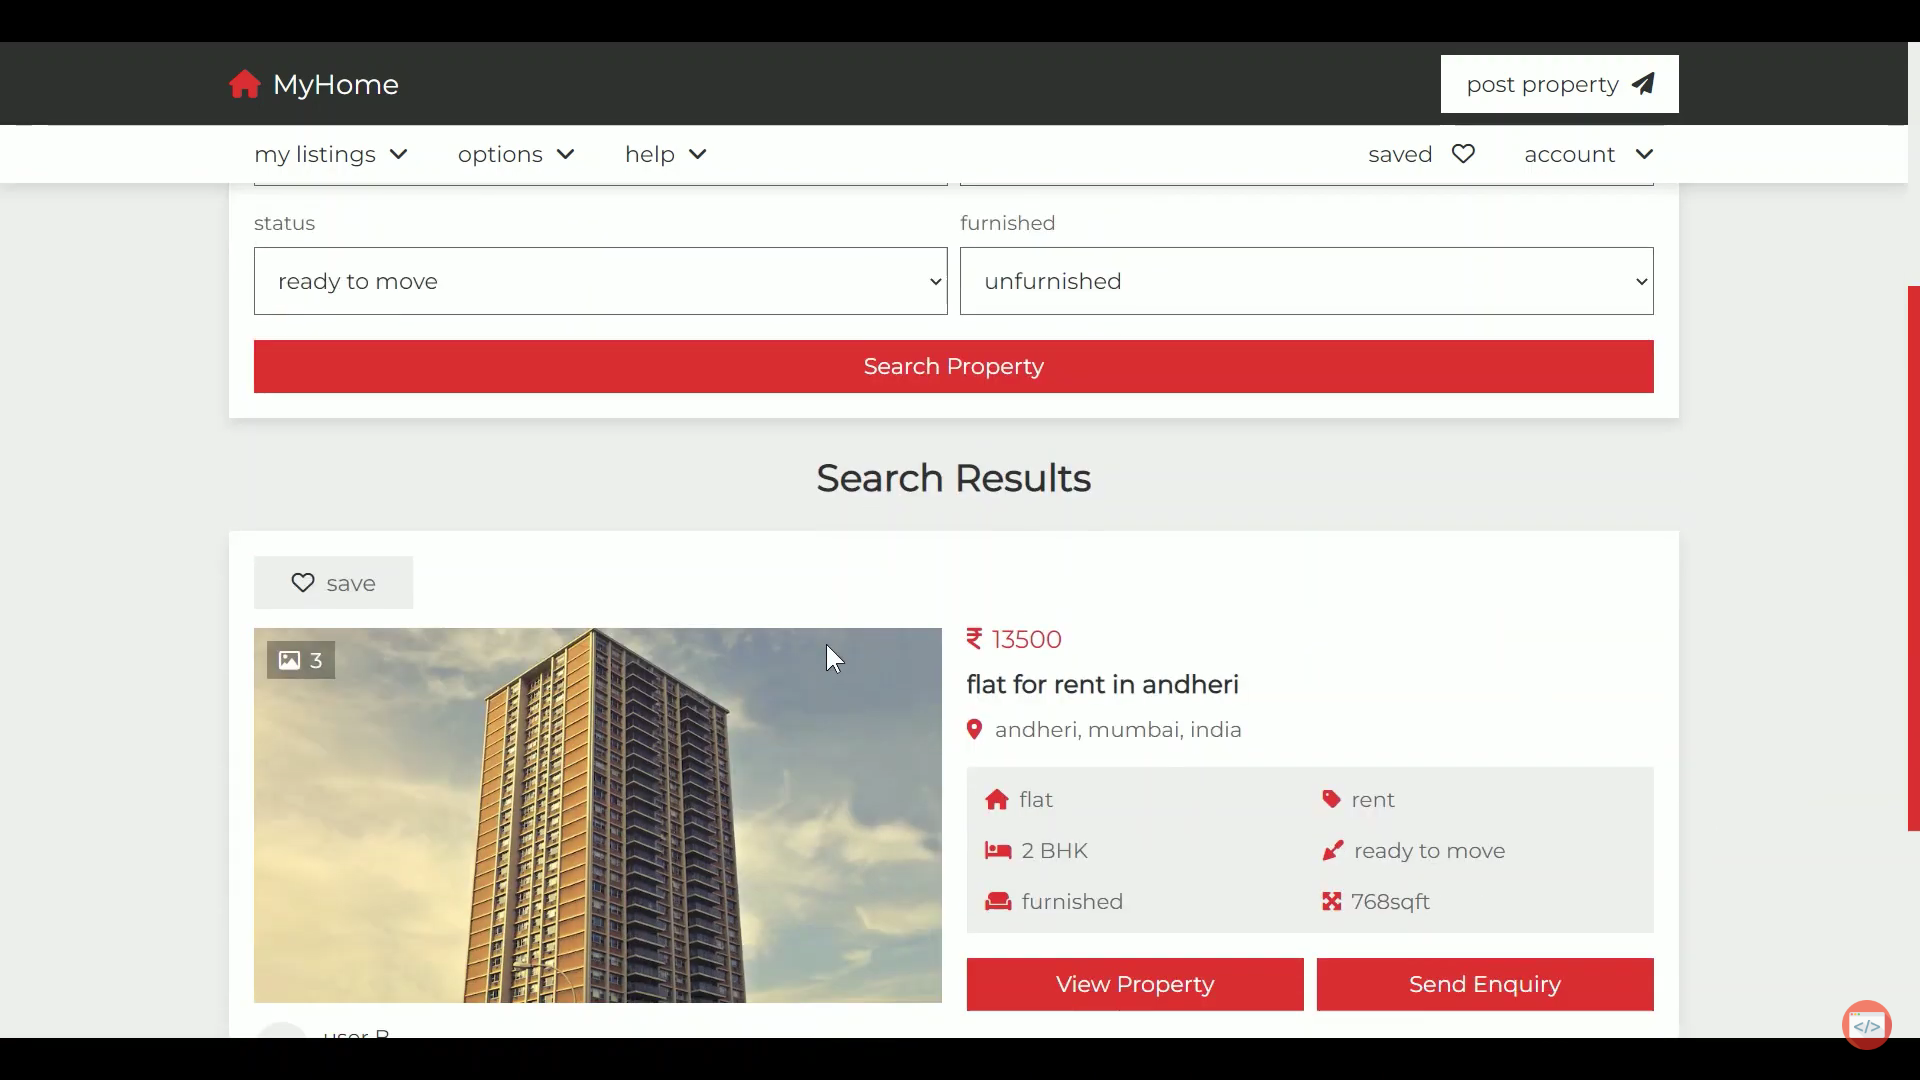 MyHome
post property
my listings
options
help
saved
account
status
furnished
ready to move
unfurnished
Search Property
Search Results
save
3
₹ 13500
flat for rent in andheri
andheri, mumbai, india
flat
rent
2 BHK
ready to move
furnished
768sqft
View Property
Send Enquiry
user B
</>